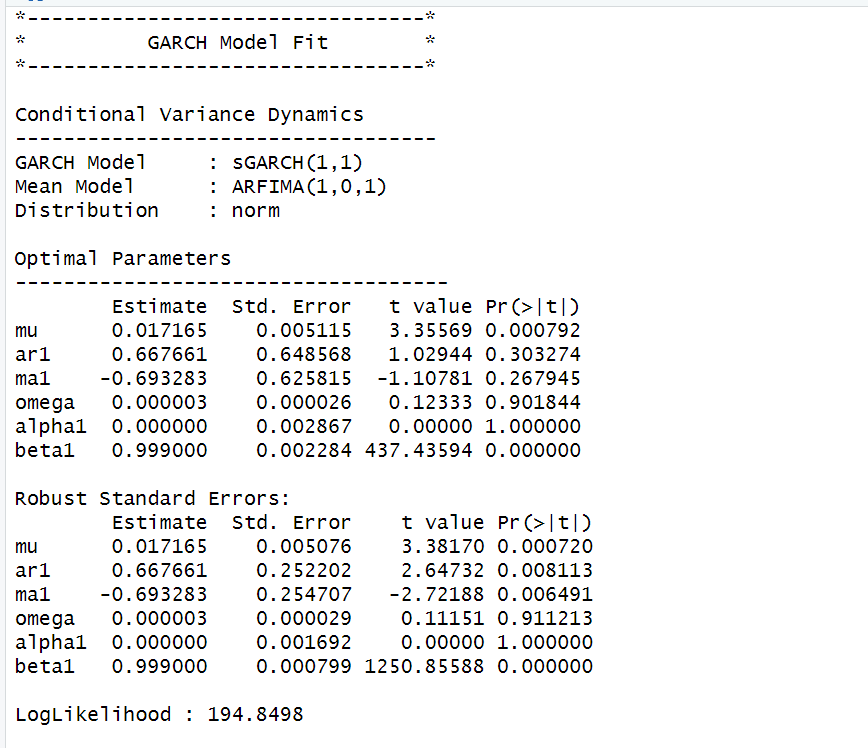 *---------------------------------*
*          GARCH Model Fit        *
*---------------------------------*
Conditional Variance Dynamics
-----------------------------------
GARCH Model     : sGARCH(1,1)
Mean Model      : ARFIMA(1,0,1)
Distribution    : norm
Optimal Parameters
------------------------------------
        Estimate  Std. Error   t value Pr(>|t|)
mu      0.017165    0.005115   3.35569 0.000792
ar1     0.667661    0.648568   1.02944 0.303274
ma1    -0.693283    0.625815  -1.10781 0.267945
omega   0.000003    0.000026   0.12333 0.901844
alpha1  0.000000    0.002867   0.00000 1.000000
beta1   0.999000    0.002284 437.43594 0.000000
Robust Standard Errors:
        Estimate  Std. Error    t value Pr(>|t|)
mu      0.017165    0.005076    3.38170 0.000720
ar1     0.667661    0.252202    2.64732 0.008113
ma1    -0.693283    0.254707   -2.72188 0.006491
omega   0.000003    0.000029    0.11151 0.911213
alpha1  0.000000    0.001692    0.00000 1.000000
beta1   0.999000    0.000799 1250.85588 0.000000
LogLikelihood : 194.8498